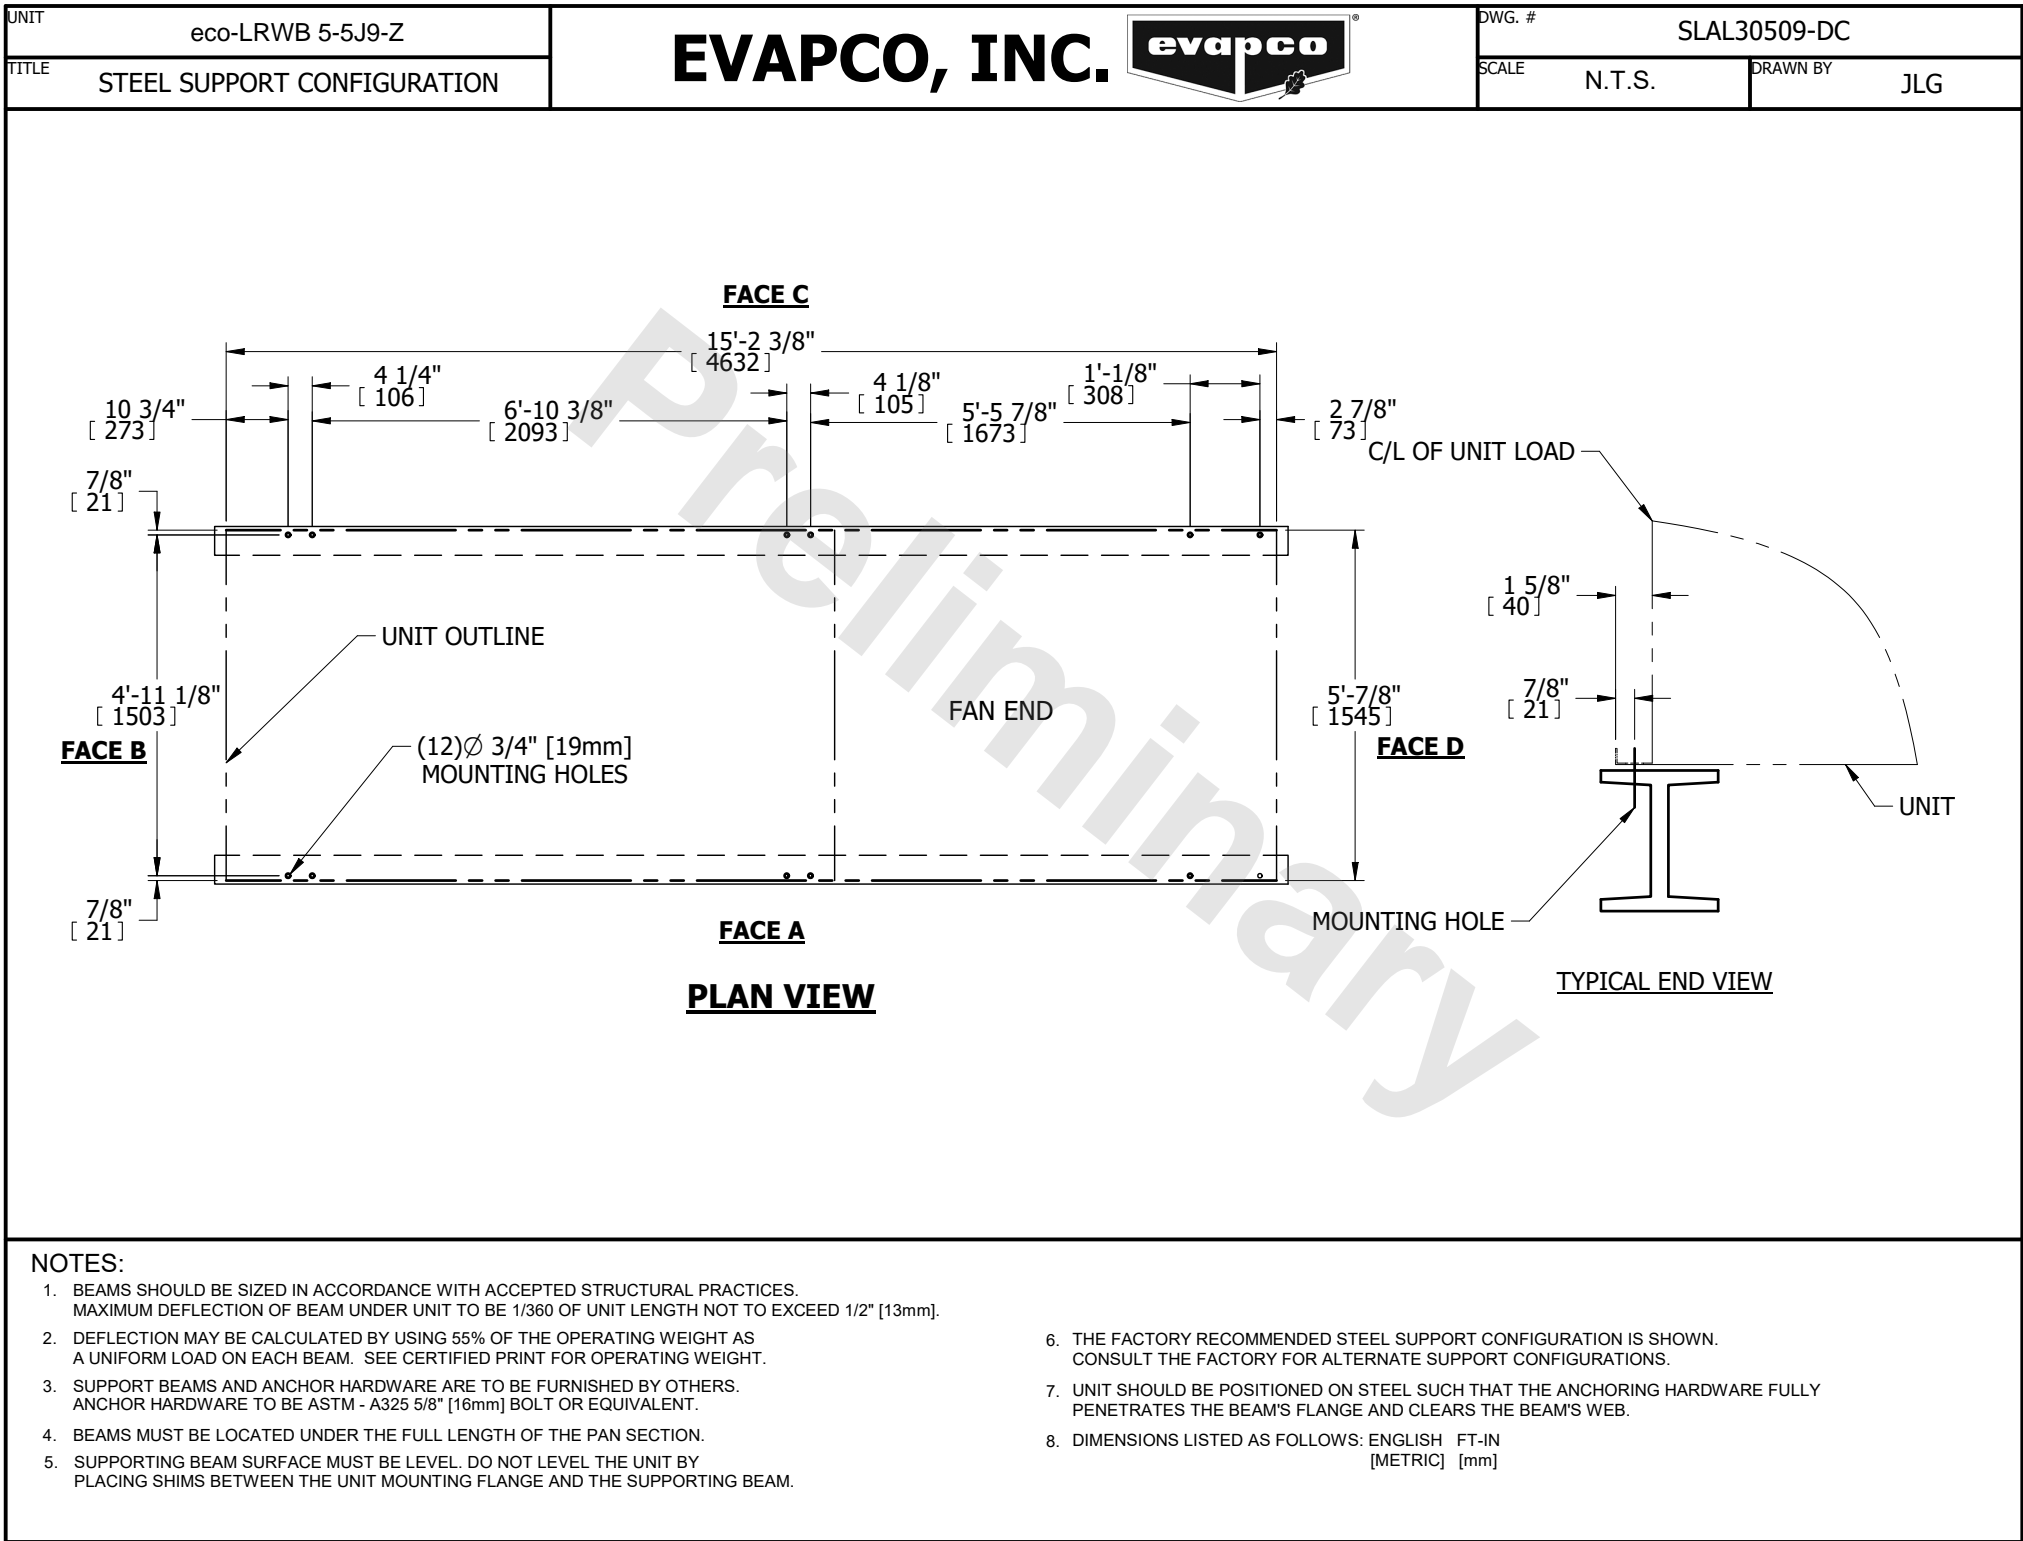 UNIT
eco-LRWB 5-5J9-Z
TITLE
STEEL SUPPORT CONFIGURATION
EVAPCO, INC.
evapco
®
DWG. #
SLAL30509-DC
SCALE
N.T.S.
DRAWN BY
JLG
FACE C
15'-2 3/8"
[ 4632 ]
4 1/4"
[ 106 ]
4 1/8"
[ 105 ]
1'-1/8"
[ 308 ]
10 3/4"
[ 273 ]
6'-10 3/8"
[ 2093 ]
5'-5 7/8"
[ 1673 ]
2 7/8"
[ 73 ]
C/L OF UNIT LOAD
7/8"
[ 21 ]
1 5/8"
[ 40 ]
UNIT OUTLINE
4'-11 1/8"
[ 1503 ]
FACE B
FAN END
5'-7/8"
[ 1545 ]
FACE D
7/8"
[ 21 ]
(12)Ø 3/4" [19mm]
MOUNTING HOLES
UNIT
7/8"
[ 21 ]
MOUNTING HOLE
FACE A
PLAN VIEW
TYPICAL END VIEW
Preliminary
NOTES:
1. BEAMS SHOULD BE SIZED IN ACCORDANCE WITH ACCEPTED STRUCTURAL PRACTICES.
MAXIMUM DEFLECTION OF BEAM UNDER UNIT TO BE 1/360 OF UNIT LENGTH NOT TO EXCEED 1/2" [13mm].
2. DEFLECTION MAY BE CALCULATED BY USING 55% OF THE OPERATING WEIGHT AS
A UNIFORM LOAD ON EACH BEAM. SEE CERTIFIED PRINT FOR OPERATING WEIGHT.
3. SUPPORT BEAMS AND ANCHOR HARDWARE ARE TO BE FURNISHED BY OTHERS.
ANCHOR HARDWARE TO BE ASTM - A325 5/8" [16mm] BOLT OR EQUIVALENT.
4. BEAMS MUST BE LOCATED UNDER THE FULL LENGTH OF THE PAN SECTION.
5. SUPPORTING BEAM SURFACE MUST BE LEVEL. DO NOT LEVEL THE UNIT BY
PLACING SHIMS BETWEEN THE UNIT MOUNTING FLANGE AND THE SUPPORTING BEAM.
6. THE FACTORY RECOMMENDED STEEL SUPPORT CONFIGURATION IS SHOWN.
CONSULT THE FACTORY FOR ALTERNATE SUPPORT CONFIGURATIONS.
7. UNIT SHOULD BE POSITIONED ON STEEL SUCH THAT THE ANCHORING HARDWARE FULLY
PENETRATES THE BEAM'S FLANGE AND CLEARS THE BEAM'S WEB.
8. DIMENSIONS LISTED AS FOLLOWS: ENGLISH FT-IN
[METRIC] [mm]